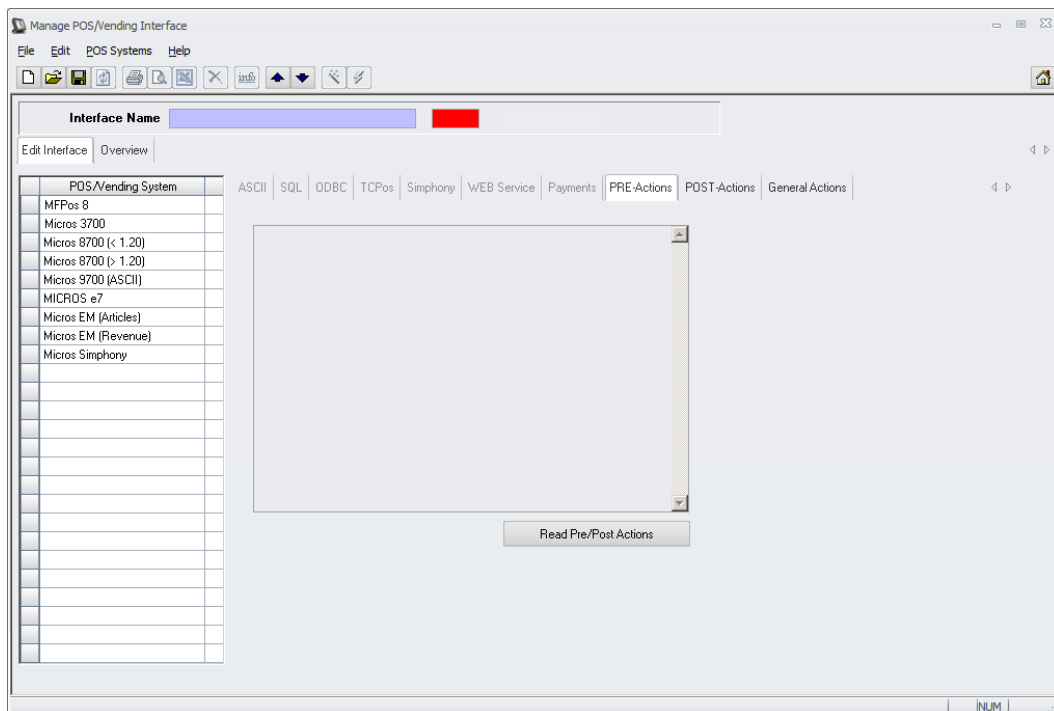 Manage POS/Vending Interface
File Edit POS Systems Help
info
Interface Name
Edit Interface Overview
POS/Vending System
ASCII SQL ODBC TCPos Simphony WEB Service Payments PRE-Actions POST-Actions General Actions
MFPos 8
Micros 3700
Micros 8700 (< 1.20)
Micros 8700 (> 1.20)
Micros 9700 (ASCII)
MICROS e7
Micros EM (Articles)
Micros EM (Revenue)
Micros Simphony
Read Pre/Post Actions
NUM